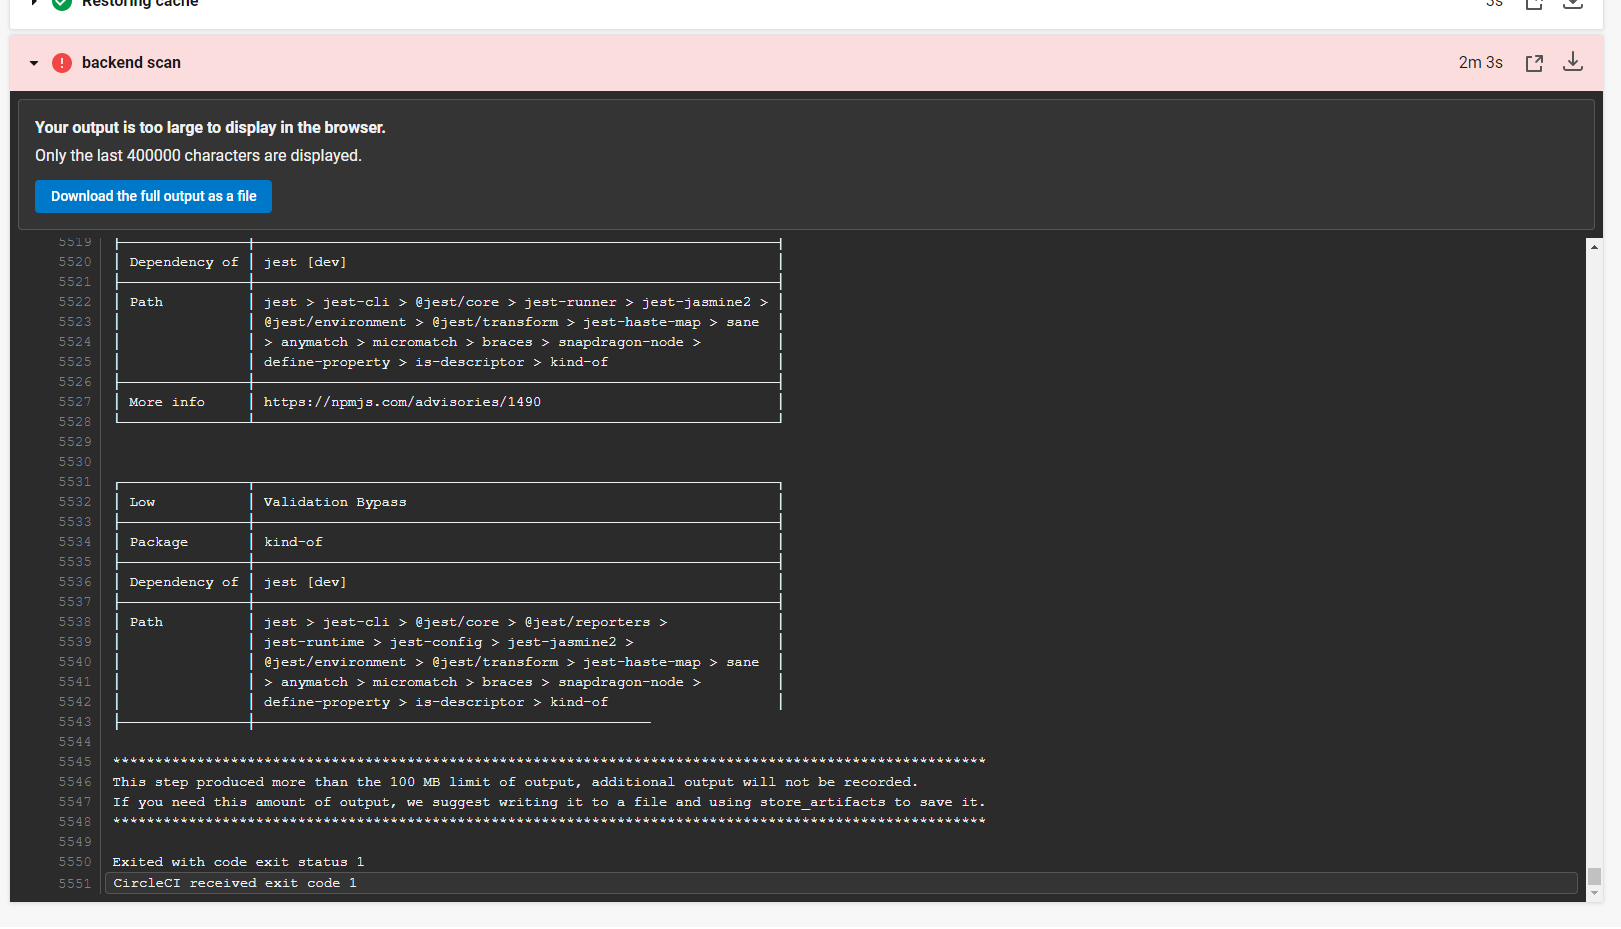 Restoring cache 3s
backend scan 2m 3s
Your output is too large to display in the browser.
Only the last 400000 characters are displayed.
Download the full output as a file
5519
5520 Dependency of jest [dev]
5521
5522 Path jest > jest-cli > @jest/core > jest-runner > jest-jasmine2 >
5523 @jest/environment > @jest/transform > jest-haste-map > sane
5524 > anymatch > micromatch > braces > snapdragon-node >
5525 define-property > is-descriptor > kind-of
5526
5527 More info https://npmjs.com/advisories/1490
5528
5529
5530
5531
5532 Low Validation Bypass
5533
5534 Package kind-of
5535
5536 Dependency of jest [dev]
5537
5538 Path jest > jest-cli > @jest/core > @jest/reporters >
5539 jest-runtime > jest-config > jest-jasmine2 >
5540 @jest/environment > @jest/transform > jest-haste-map > sane
5541 > anymatch > micromatch > braces > snapdragon-node >
5542 define-property > is-descriptor > kind-of
5543
5544
5545 ********************************************************************************************************
5546 This step produced more than the 100 MB limit of output, additional output will not be recorded.
5547 If you need this amount of output, we suggest writing it to a file and using store_artifacts to save it.
5548 ********************************************************************************************************
5549
5550 Exited with code exit status 1
5551 CircleCI received exit code 1